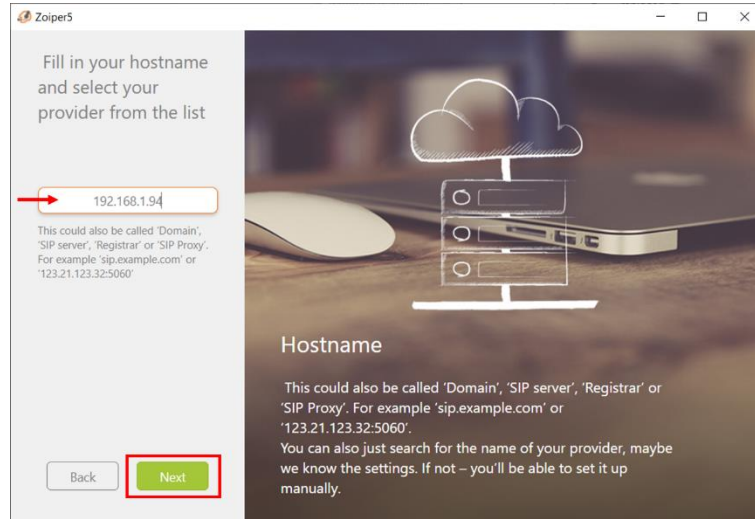 Zoiper5
Fill in your hostname
and select your
provider from the list
192.168.1.94
This could also be called 'Domain',
'SIP server', 'Registrar' or 'SIP Proxy'.
For example 'sip.example.com' or
'123.21.123.32:5060'
Back
Next
Hostname
This could also be called 'Domain', 'SIP server', 'Registrar' or
'SIP Proxy'. For example 'sip.example.com' or
'123.21.123.32:5060'.
You can also just search for the name of your provider, maybe
we know the settings. If not – you'll be able to set it up
manually.